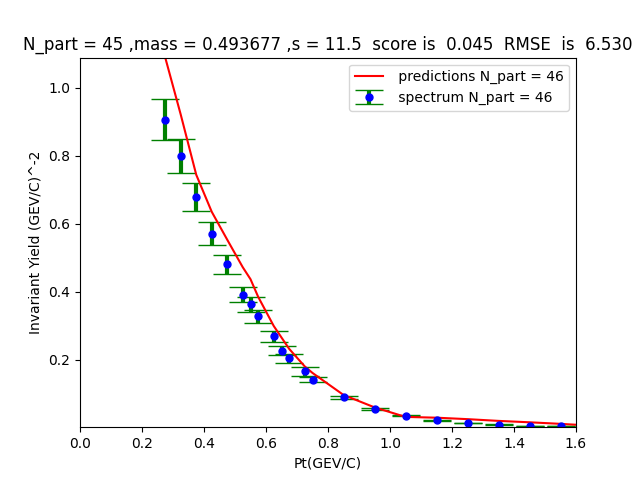 N_part = 45 ,mass = 0.493677 ,s = 11.5  score is  0.045  RMSE  is  6.530
predictions N_part = 46
spectrum N_part = 46
Invariant Yield (GEV/C)^-2
1.0
0.8
0.6
0.4
0.2
0.0 0.2 0.4 0.6 0.8 1.0 1.2 1.4 1.6
Pt(GEV/C)